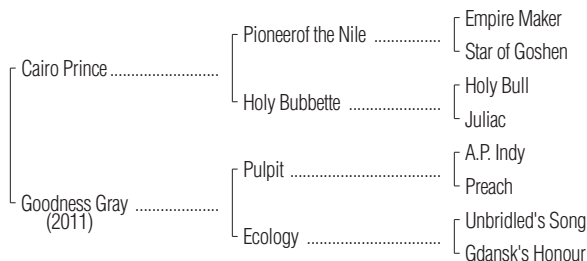 Empire Maker
Pioneerof the Nile ..................
Star of Goshen
Cairo Prince ........................
Holy Bull
Holy Bubbette .....................
Juliac
A.P. Indy
Pulpit ..............................
Preach
Goodness Gray ..................
(2011)
Unbridled's Song
Ecology ..............................
Gdansk's Honour